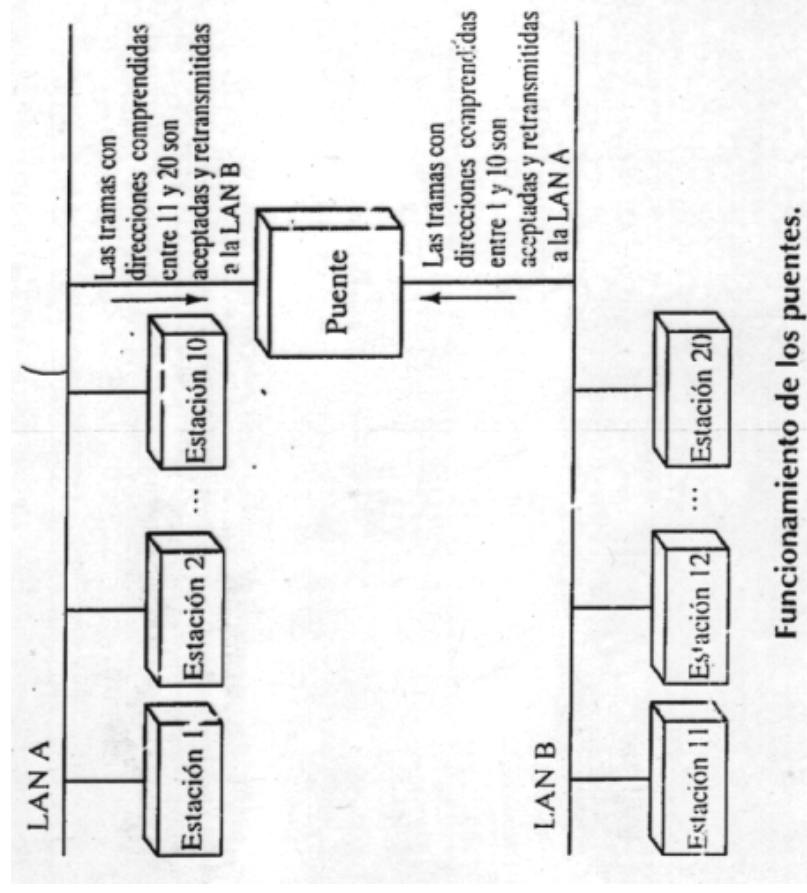 LAN A
Las tramas con
direcciones comprendidas
entre 11 y 20 son
aceptadas y retransmitidas
a la LAN B
Estación 1
Estación 2
...
Estación 10
Puente
Las tramas con
direcciones comprendidas
entre 1 y 10 son
aceptadas y retransmitidas
a la LAN A
LAN B
Estación 11
Estación 12
...
Estación 20
Funcionamiento de los puentes.